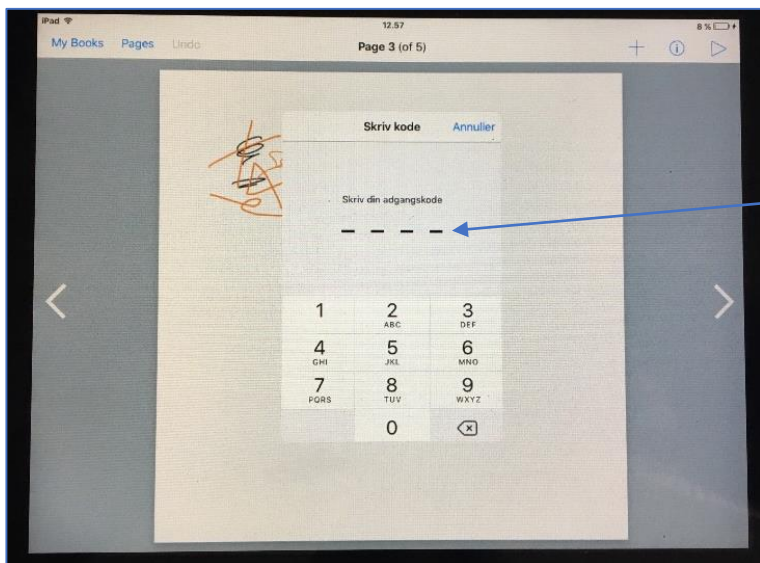 iPad 12.57 8 %
My Books Pages Undo Page 3 (of 5)
Skriv kode Annuller
Skriv din adgangskode
1 2 3
ABC DEF
4 5 6
GHI JKL MNO
7 8 9
PQRS TUV WXYZ
0